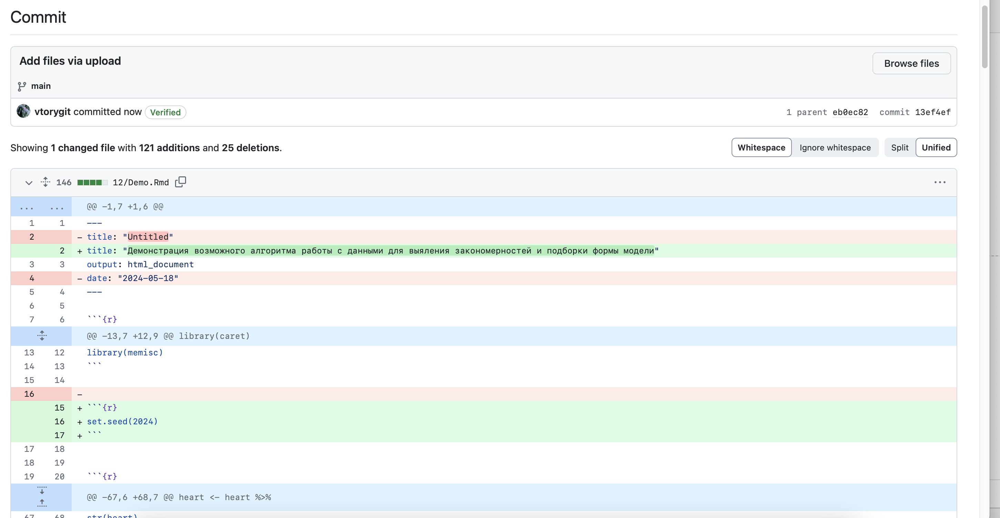 Commit
Add files via upload
Browse files
main
vtorygit committed now Verified
1 parent eb0ec82 commit 13ef4ef
Showing 1 changed file with 121 additions and 25 deletions.
Whitespace Ignore whitespace Split Unified
146 12/Demo.Rmd
... ... @@ -1,7 +1,6 @@
1 1 ---
2 - title: "Untitled"
2 + title: "Демонстрация возможного алгоритма работы с данными для выяления закономерностей и подборки формы модели"
3 3 output: html_document
4 - date: "2024-05-18"
5 4 ---
6 5
7 6 ```{r}
@@ -13,7 +12,9 @@ library(caret)
13 12 library(memisc)
14 13 ```
15 14
16 -
15 + ```{r}
16 + set.seed(2024)
17 + ```
17 18
18 19
19 20 ```{r}
@@ -67,6 +68,7 @@ heart <- heart %>%
67 68 str(heart)